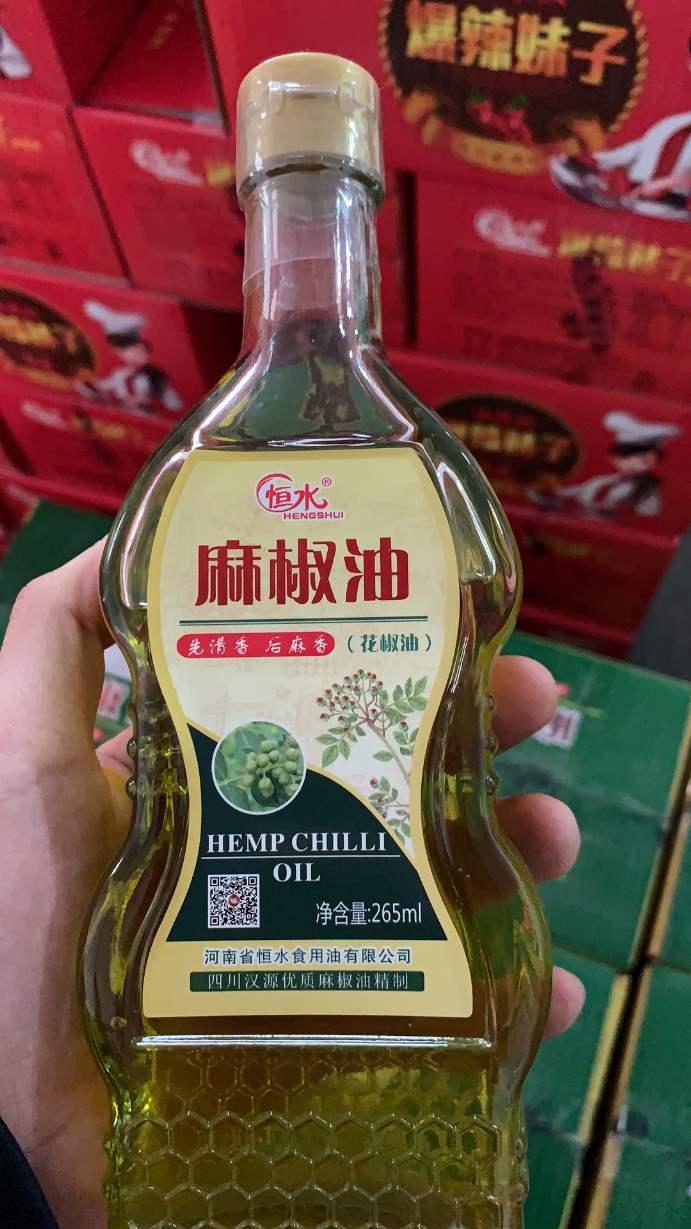 爆辣妹子
恒水®
HENGSHUI
麻椒油
先清香 后麻香 (花椒油)
HEMP CHILLI
OIL
净含量:265ml
河南省恒水食用油有限公司
四川汉源优质麻椒油精制